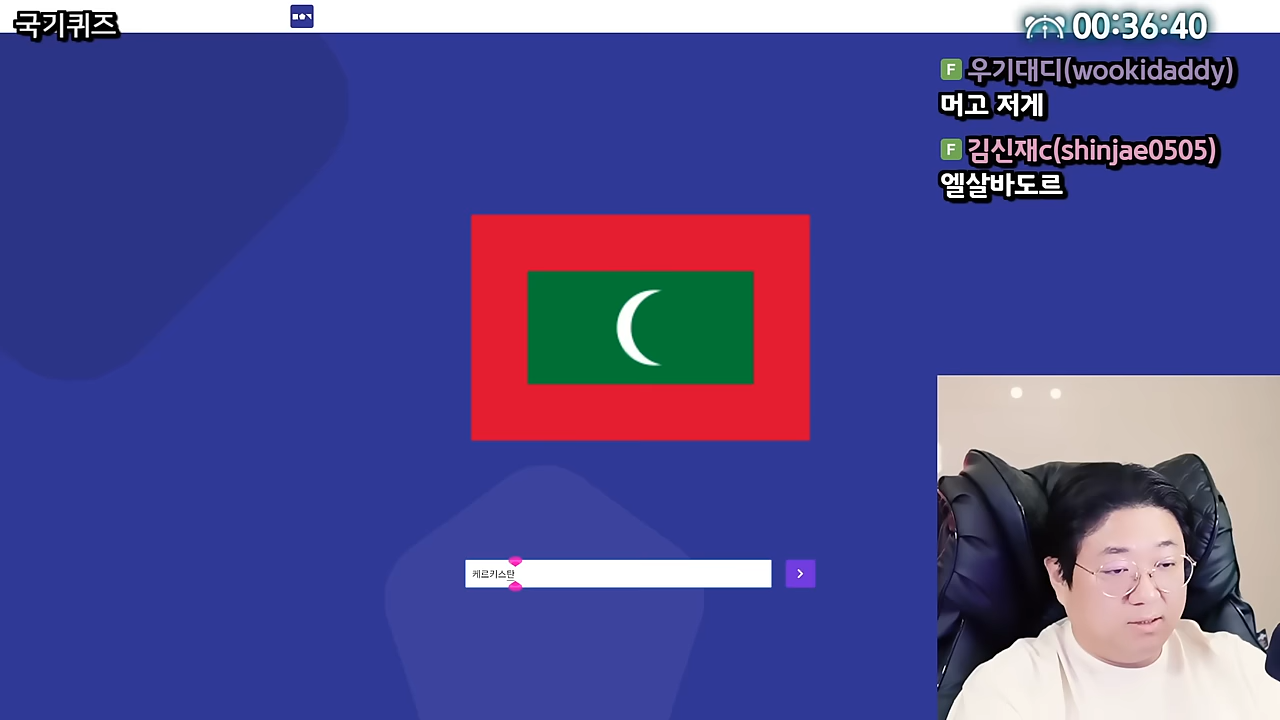 국기퀴즈
00:36:40
F 우기대디(wookidaddy)
머고 저게
F 김신재c(shinjae0505)
엘살바도르
케르키스탄